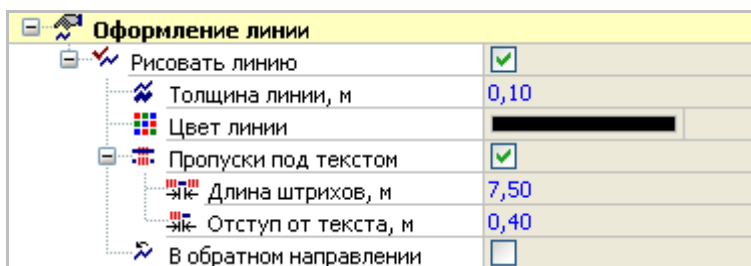 Оформление линии
Рисовать линию
Толщина линии, м 0,10
Цвет линии
Пропуски под текстом
Длина штрихов, м 7,50
Отступ от текста, м 0,40
В обратном направлении